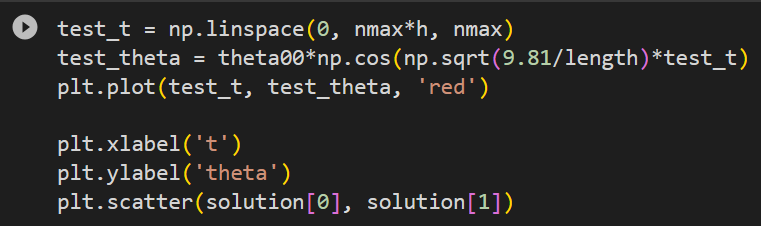 test_t = np.linspace(0, nmax*h, nmax)
test_theta = theta00*np.cos(np.sqrt(9.81/length)*test_t)
plt.plot(test_t, test_theta, 'red')
plt.xlabel('t')
plt.ylabel('theta')
plt.scatter(solution[0], solution[1])